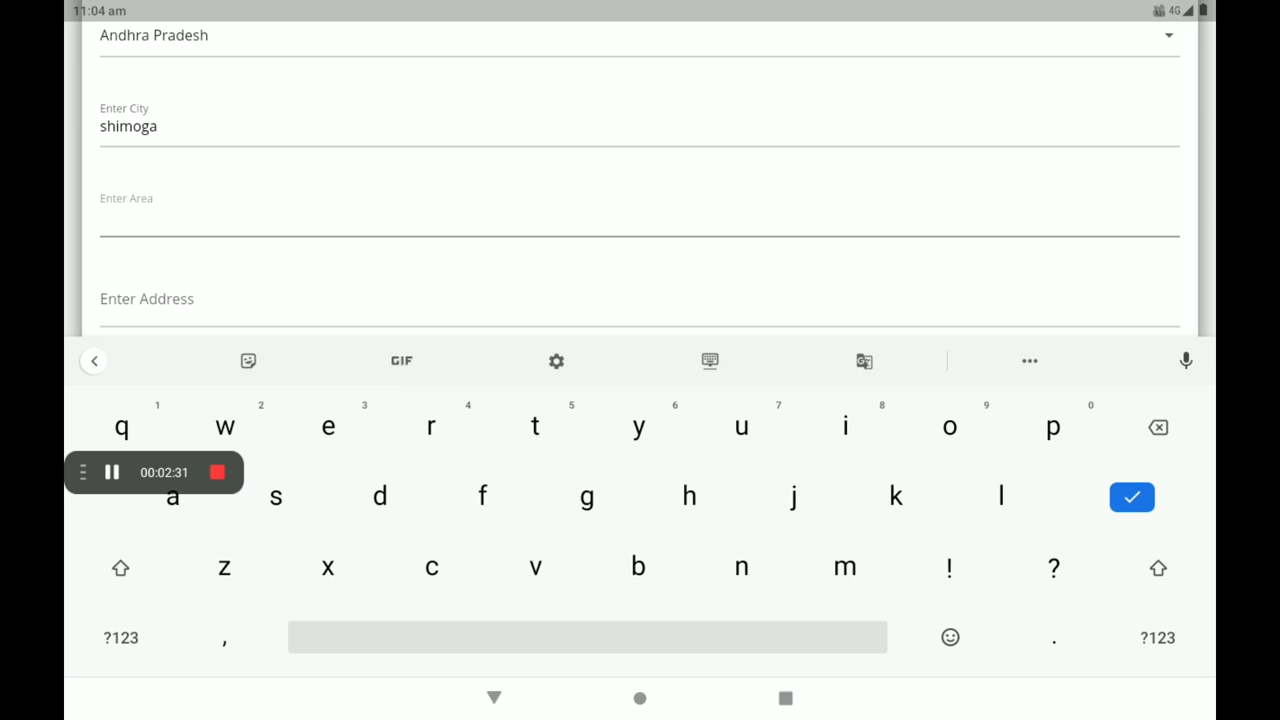 11:04 am
4G
Andhra Pradesh
Enter City
shimoga
Enter Area
Enter Address
GIF
1 2 3 4 5 6 7 8 9 0
q w e r t y u i o p
00:02:31
a s d f g h j k l
z x c v b n m ! ?
?123 , . ?123